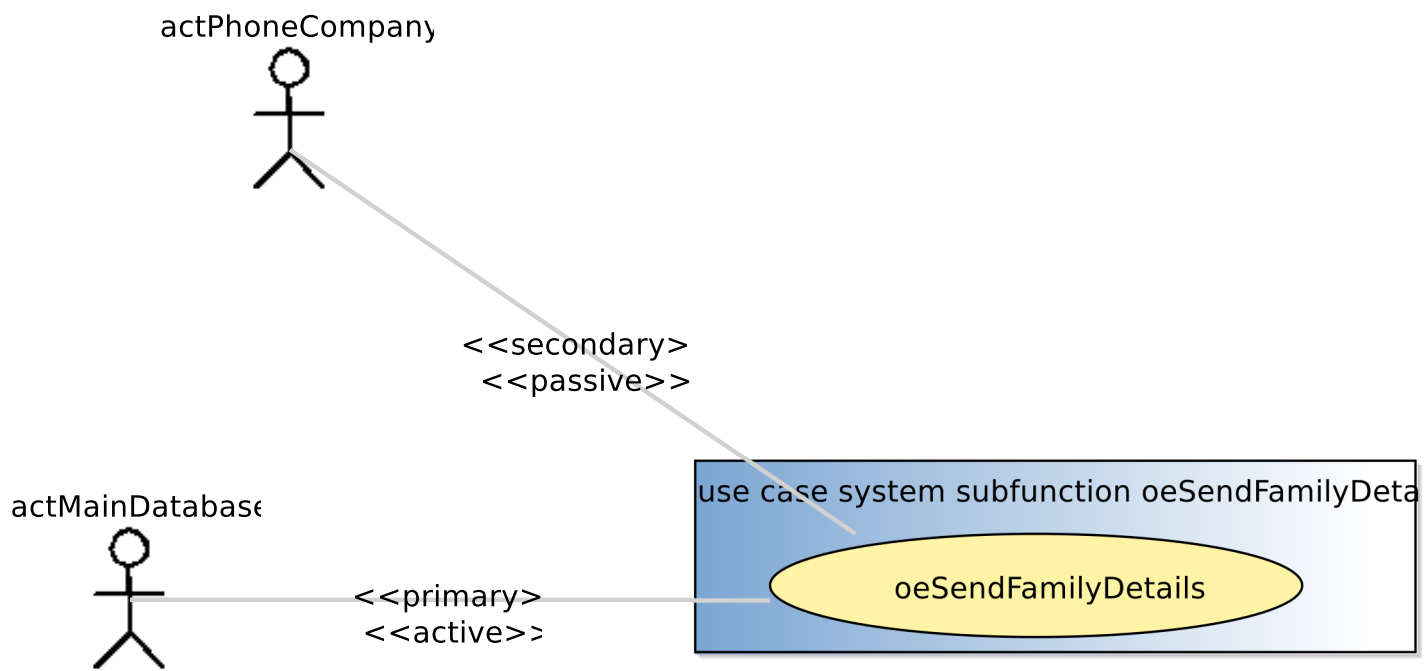 actPhoneCompany
<<secondary>
<<passive>>
use case system subfunction oeSendFamilyDeta
actMainDatabase
oeSendFamilyDetails
<<primary>
<<active>>